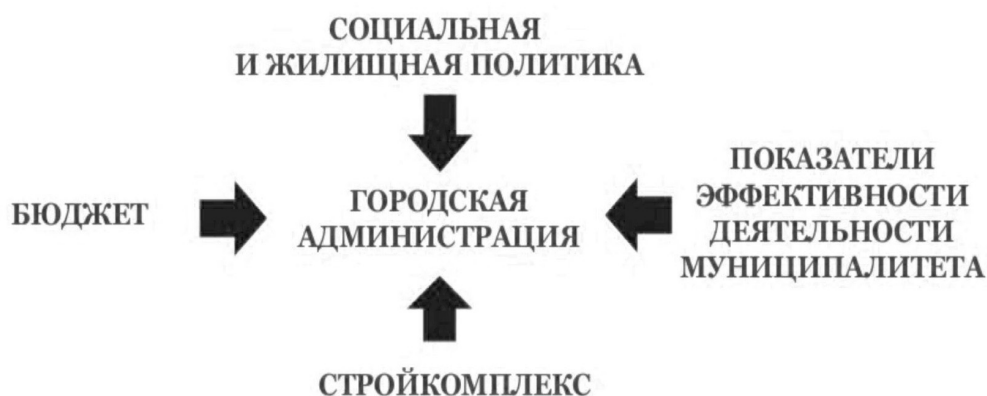 СОЦИАЛЬНАЯ
И ЖИЛИЩНАЯ ПОЛИТИКА
БЮДЖЕТ
ГОРОДСКАЯ
АДМИНИСТРАЦИЯ
ПОКАЗАТЕЛИ
ЭФФЕКТИВНОСТИ
ДЕЯТЕЛЬНОСТИ
МУНИЦИПАЛИТЕТА
СТРОЙКОМПЛЕКС